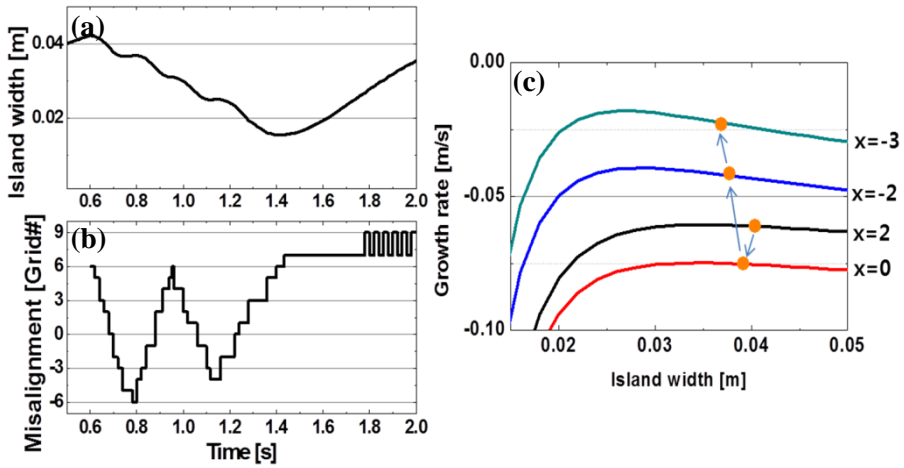 (a)
Island width [m]
0.04
0.02
0.6 0.8 1.0 1.2 1.4 1.6 1.8 2.0
(b)
Misalignment [Grid#]
9
6
3
0
-3
-6
0.6 0.8 1.0 1.2 1.4 1.6 1.8 2.0
Time [s]
(c)
Growth rate [m/s]
0.00
-0.05
-0.10
x=-3
x=-2
x=2
x=0
0.02 0.03 0.04 0.05
Island width [m]